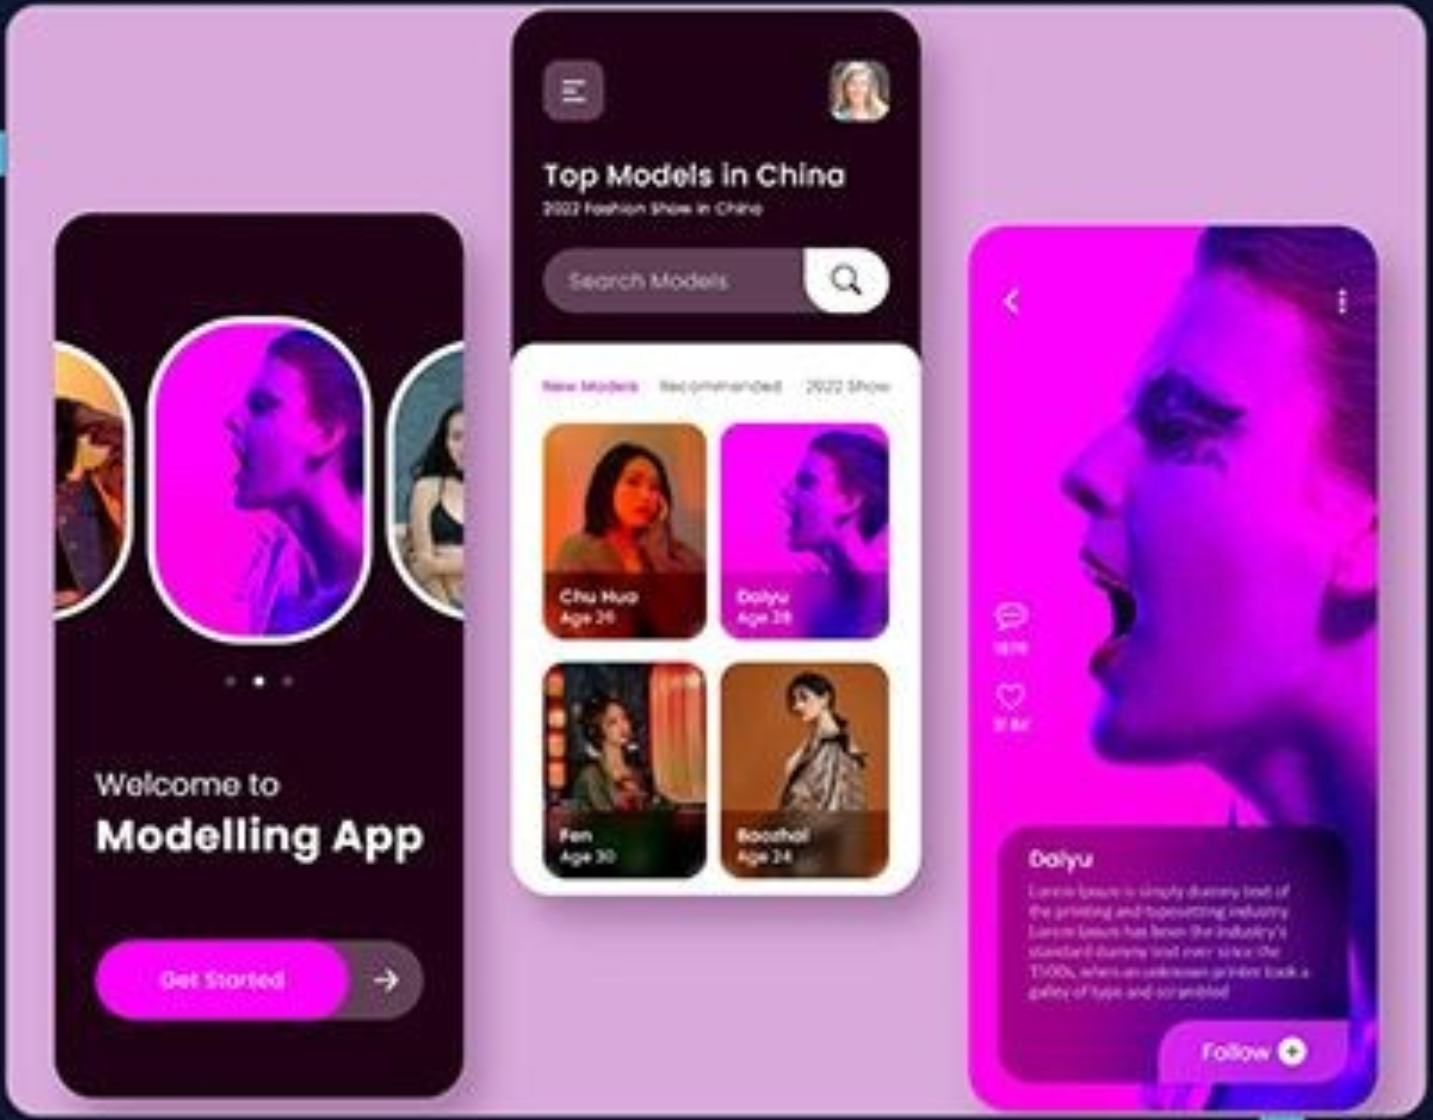 Welcome to
Modelling App
Get Started
Top Models in China
2022 Fashion Show in China
Search Models
New Models Recommended 2022 Show
Chu Hua
Age 26
Daiyu
Age 28
Fen
Age 30
Baozhai
Age 24
Daiyu
Lorem Ipsum is simply dummy text of
the printing and typesetting industry
Lorem Ipsum has been the industry's
standard dummy text ever since the
1500s, when an unknown printer took a
galley of type and scrambled
Follow